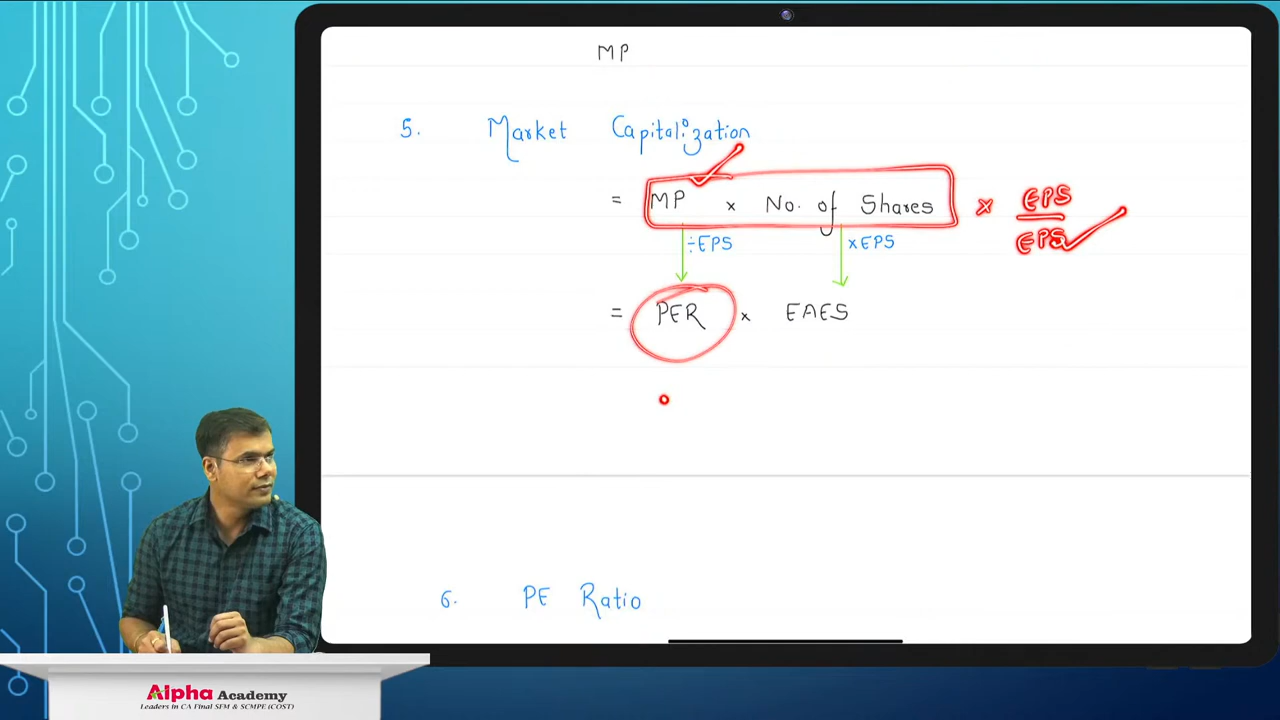 MP
5. Market Capitalization
= MP x No. of Shares x EPS
EPS
÷EPS xEPS
= PER x EAES
6. PE Ratio
Alpha Academy
Leaders in CA Final SFM & SCMPE (COST)